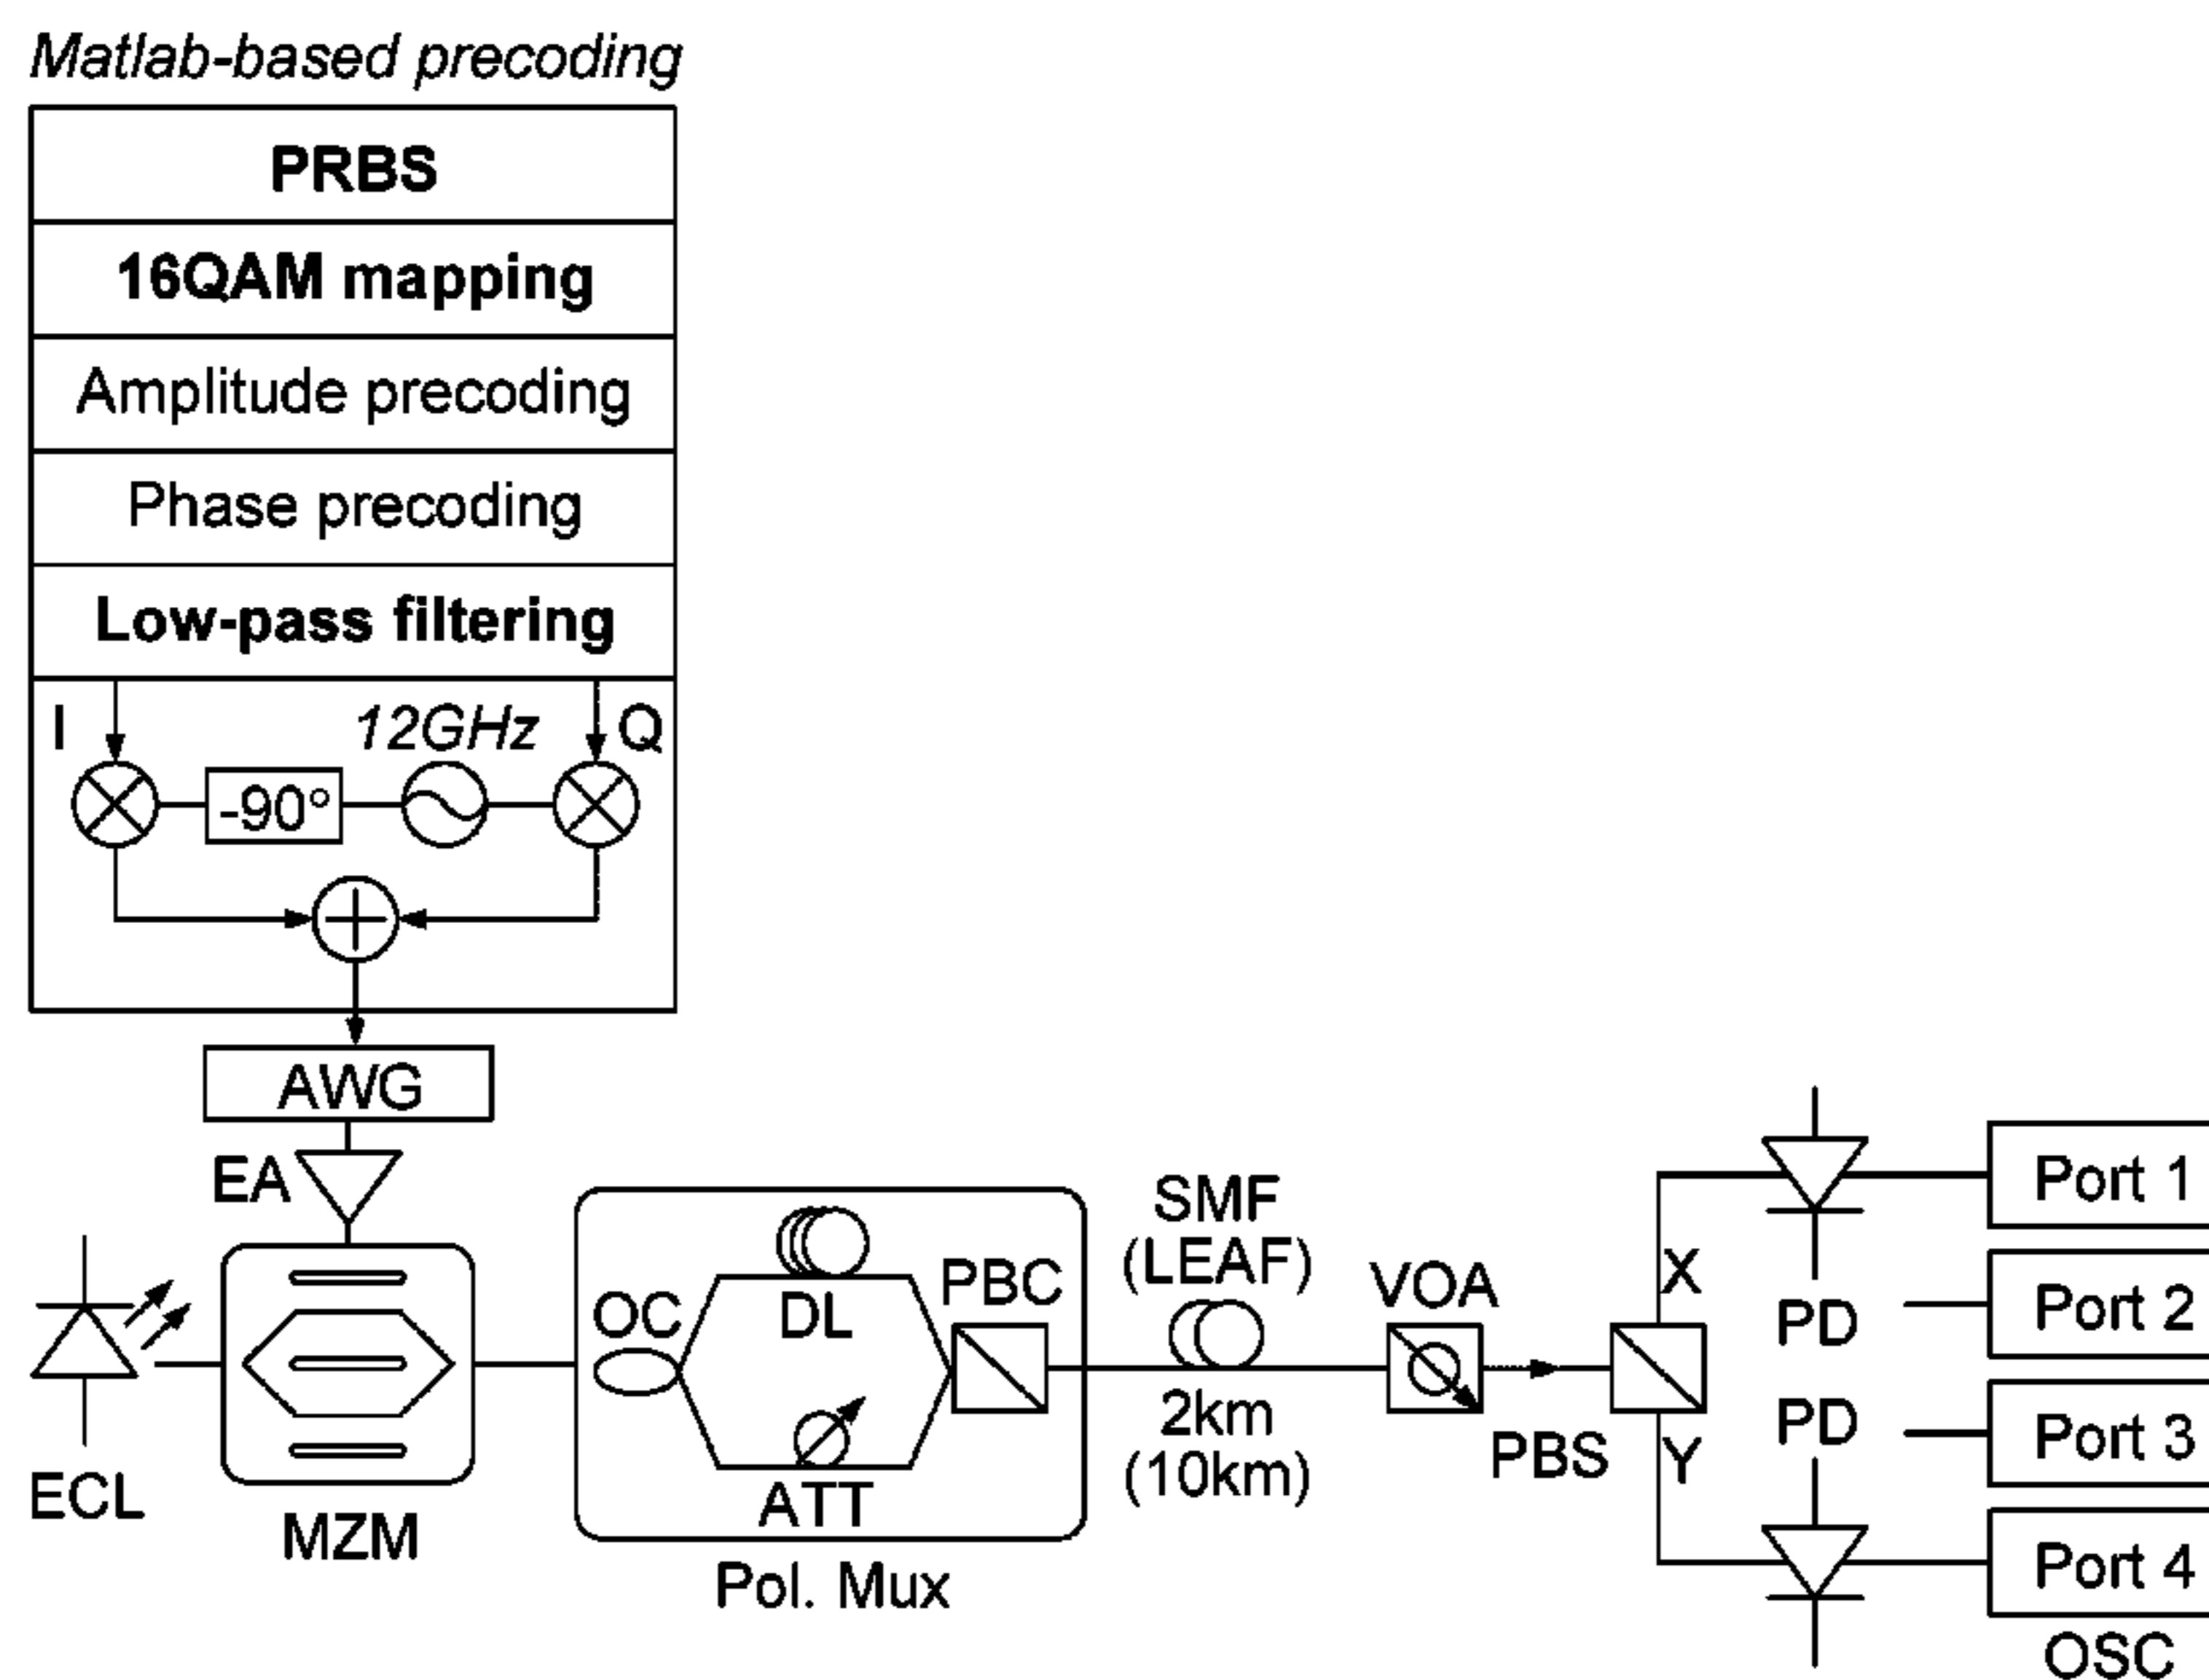 Matlab-based precoding
PRBS
16QAM mapping
Amplitude precoding
Phase precoding
Low-pass filtering
I
12GHz
Q
-90°
AWG
EA
ECL
MZM
OC
DL
ATT
PBC
Pol. Mux
SMF
(LEAF)
2km
(10km)
VOA
PBS
X
Y
PD
PD
Port 1
Port 2
Port 3
Port 4
OSC